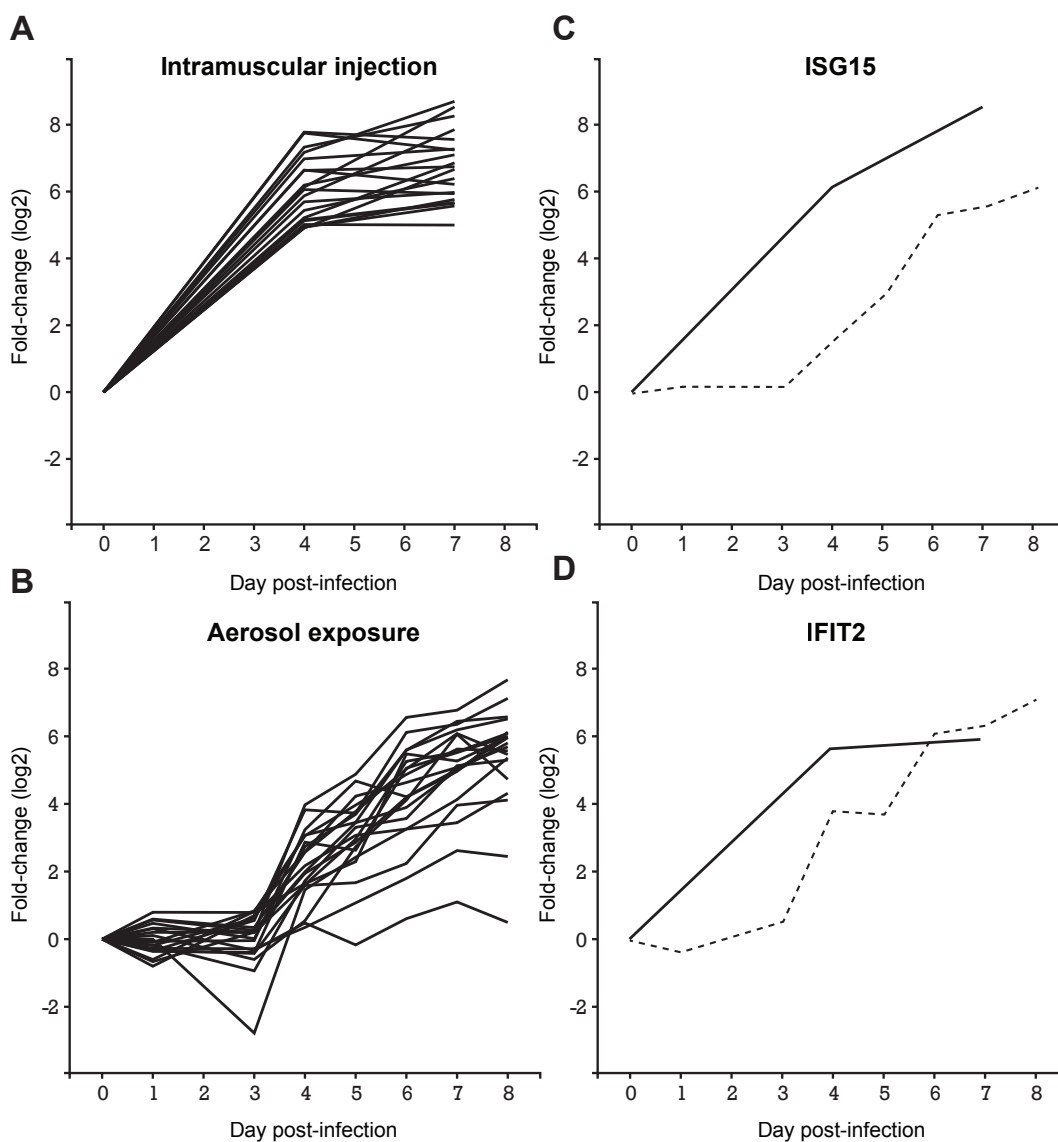 A
Intramuscular injection
Fold-change (log2)
8
6
4
2
0
-2
0 1 2 3 4 5 6 7 8
Day post-infection
C
ISG15
Fold-change (log2)
8
6
4
2
0
-2
0 1 2 3 4 5 6 7 8
Day post-infection
B
Aerosol exposure
Fold-change (log2)
8
6
4
2
0
-2
0 1 2 3 4 5 6 7 8
Day post-infection
D
IFIT2
Fold-change (log2)
8
6
4
2
0
-2
0 1 2 3 4 5 6 7 8
Day post-infection